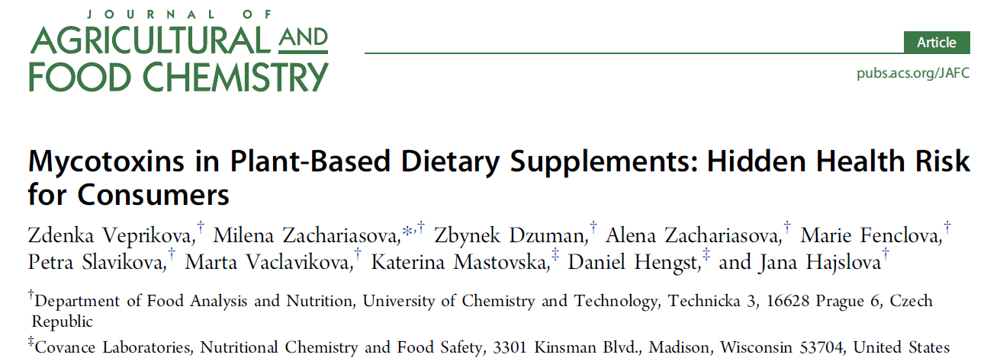 JOURNAL OF
AGRICULTURAL AND
FOOD CHEMISTRY
Article
pubs.acs.org/JAFC
Mycotoxins in Plant-Based Dietary Supplements: Hidden Health Risk
for Consumers
Zdenka Veprikova,† Milena Zachariasova,*,† Zbynek Dzuman,† Alena Zachariasova,† Marie Fenclova,†
Petra Slavikova,† Marta Vaclavikova,† Katerina Mastovska,‡ Daniel Hengst,‡ and Jana Hajslova†
†Department of Food Analysis and Nutrition, University of Chemistry and Technology, Technicka 3, 16628 Prague 6, Czech
Republic
‡Covance Laboratories, Nutritional Chemistry and Food Safety, 3301 Kinsman Blvd., Madison, Wisconsin 53704, United States